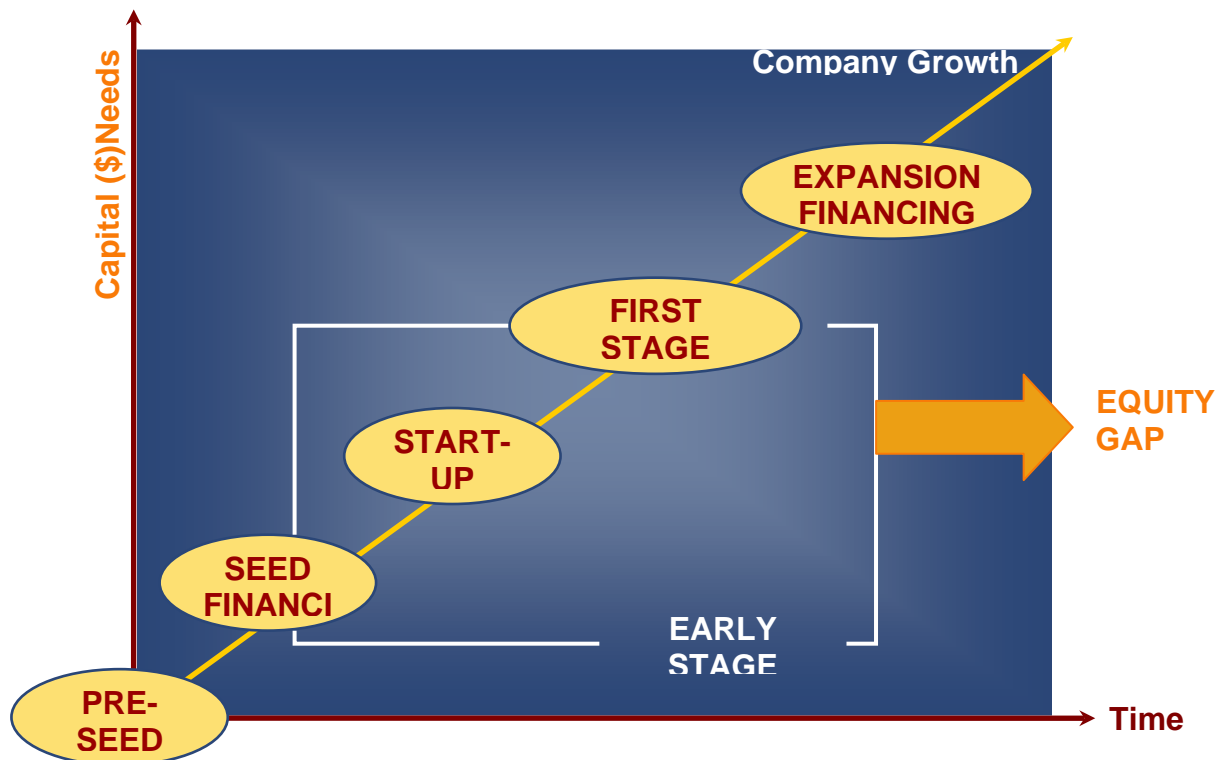 Company Growth
Capital ($)Needs
EXPANSION
FINANCING
FIRST
STAGE
EQUITY
GAP
START-
UP
SEED
FINANCI
EARLY
STAGE
PRE-
SEED
Time